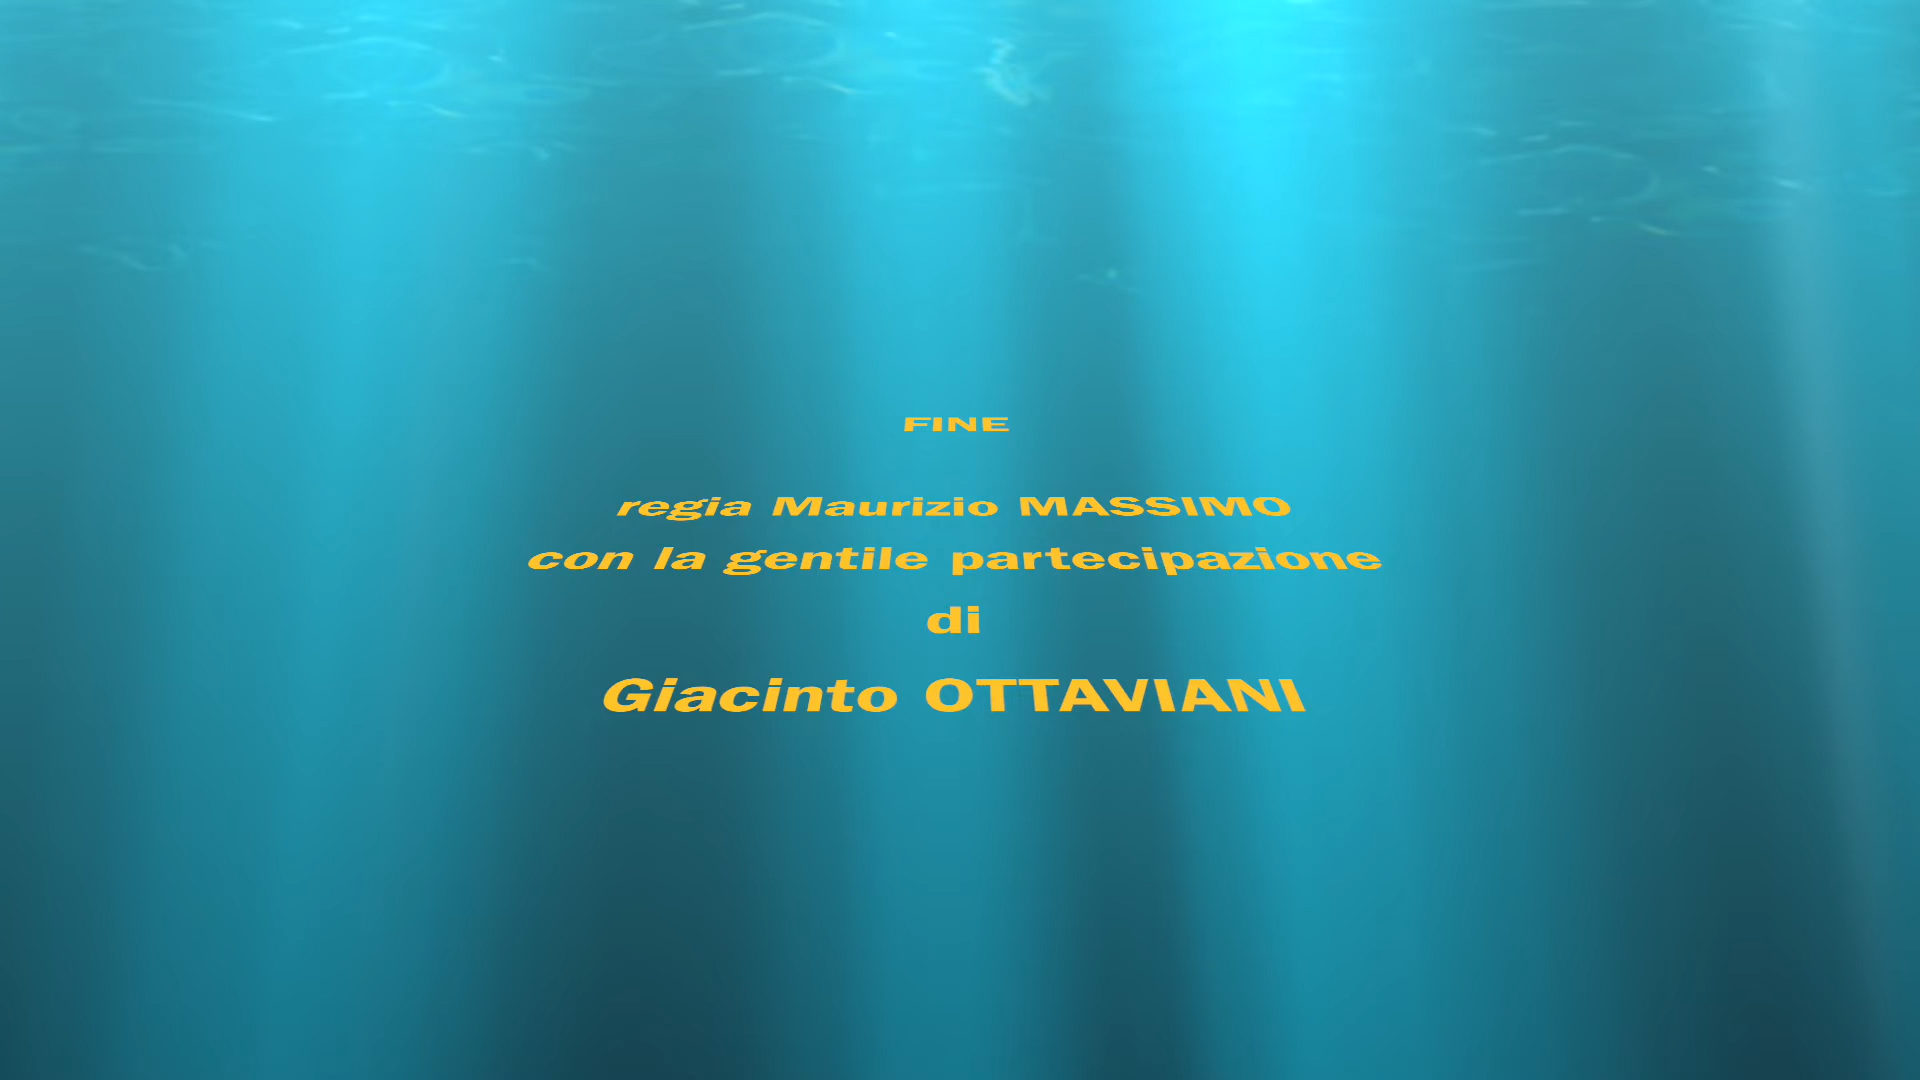 FINE
regia Maurizio MASSIMO
con la gentile partecipazione
di
Giacinto OTTAVIANI